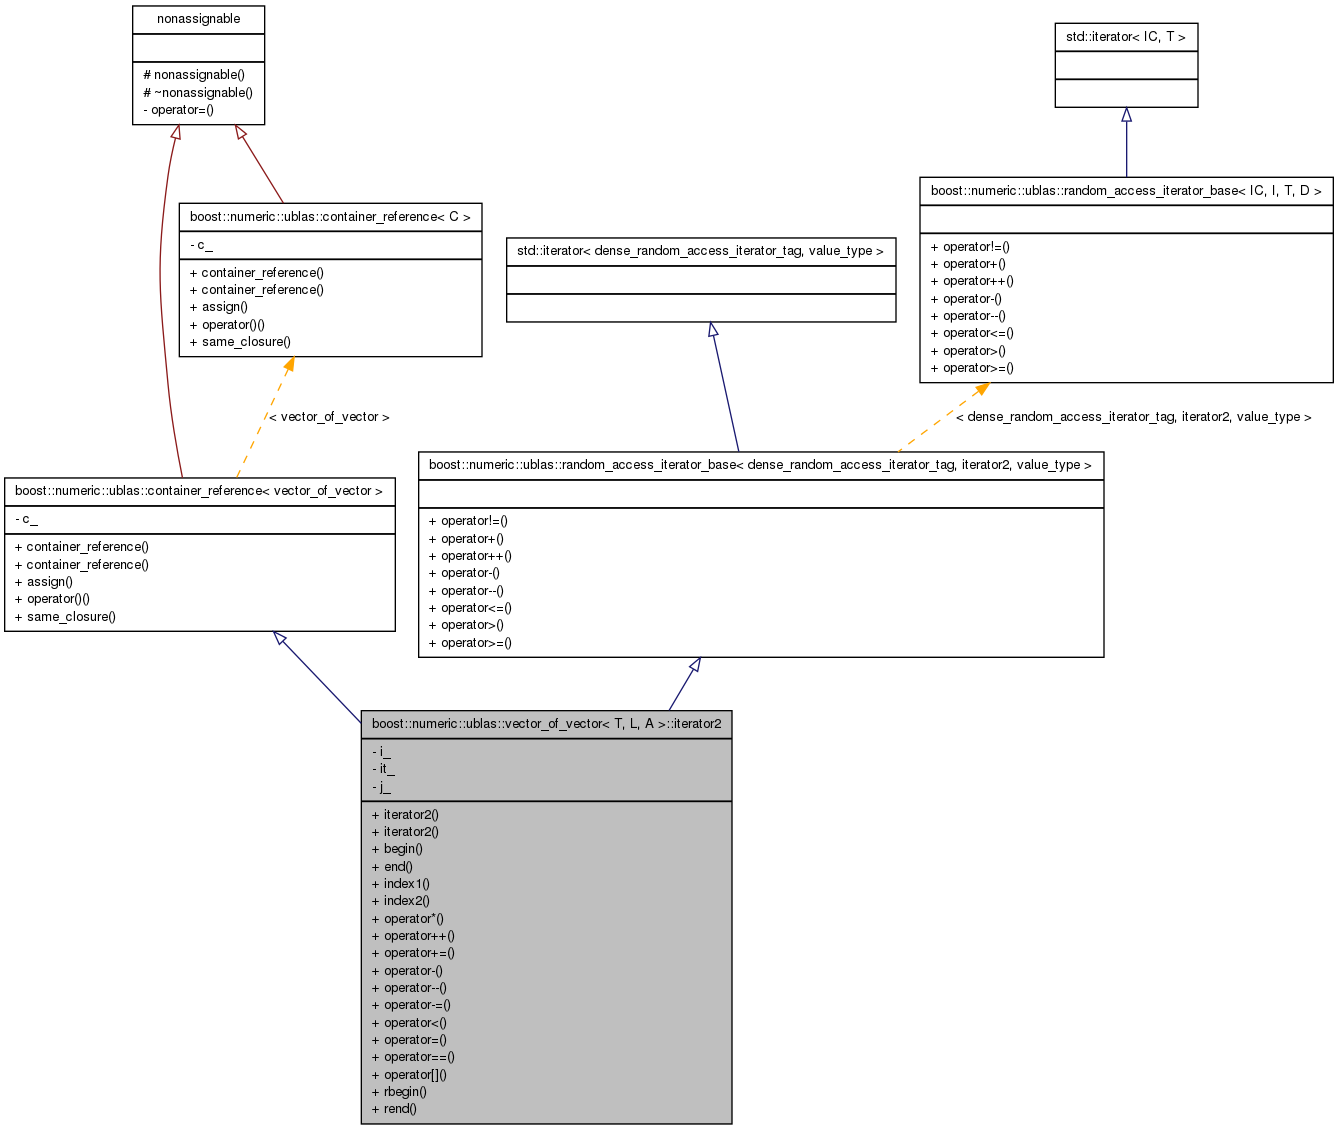 nonassignable
# nonassignable()
# ~nonassignable()
- operator=()
std::iterator< IC, T >
boost::numeric::ublas::random_access_iterator_base< IC, I, T, D >
+ operator!=()
+ operator+()
+ operator++()
+ operator-()
+ operator--()
+ operator<=()
+ operator>()
+ operator>=()
boost::numeric::ublas::container_reference< C >
- c_
+ container_reference()
+ container_reference()
+ assign()
+ operator()()
+ same_closure()
std::iterator< dense_random_access_iterator_tag, value_type >
< vector_of_vector >
< dense_random_access_iterator_tag, iterator2, value_type >
boost::numeric::ublas::container_reference< vector_of_vector >
- c_
+ container_reference()
+ container_reference()
+ assign()
+ operator()()
+ same_closure()
boost::numeric::ublas::random_access_iterator_base< dense_random_access_iterator_tag, iterator2, value_type >
+ operator!=()
+ operator+()
+ operator++()
+ operator-()
+ operator--()
+ operator<=()
+ operator>()
+ operator>=()
boost::numeric::ublas::vector_of_vector< T, L, A >::iterator2
- i_
- it_
- j_
+ iterator2()
+ iterator2()
+ begin()
+ end()
+ index1()
+ index2()
+ operator*()
+ operator++()
+ operator+=()
+ operator-()
+ operator--()
+ operator-=()
+ operator<()
+ operator=()
+ operator==()
+ operator[]()
+ rbegin()
+ rend()